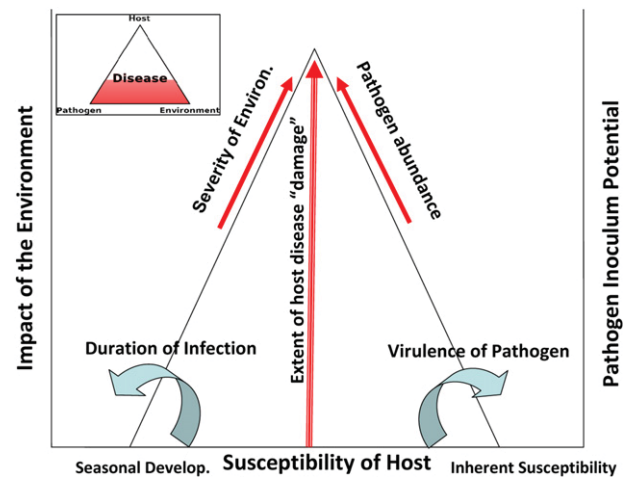 Host
Disease
Pathogen
Environment
Impact of the Environment
Severity of Environ.
Extent of host disease “damage”
Pathogen abundance
Pathogen Inoculum Potential
Duration of Infection
Virulence of Pathogen
Seasonal Develop.
Susceptibility of Host
Inherent Susceptibility